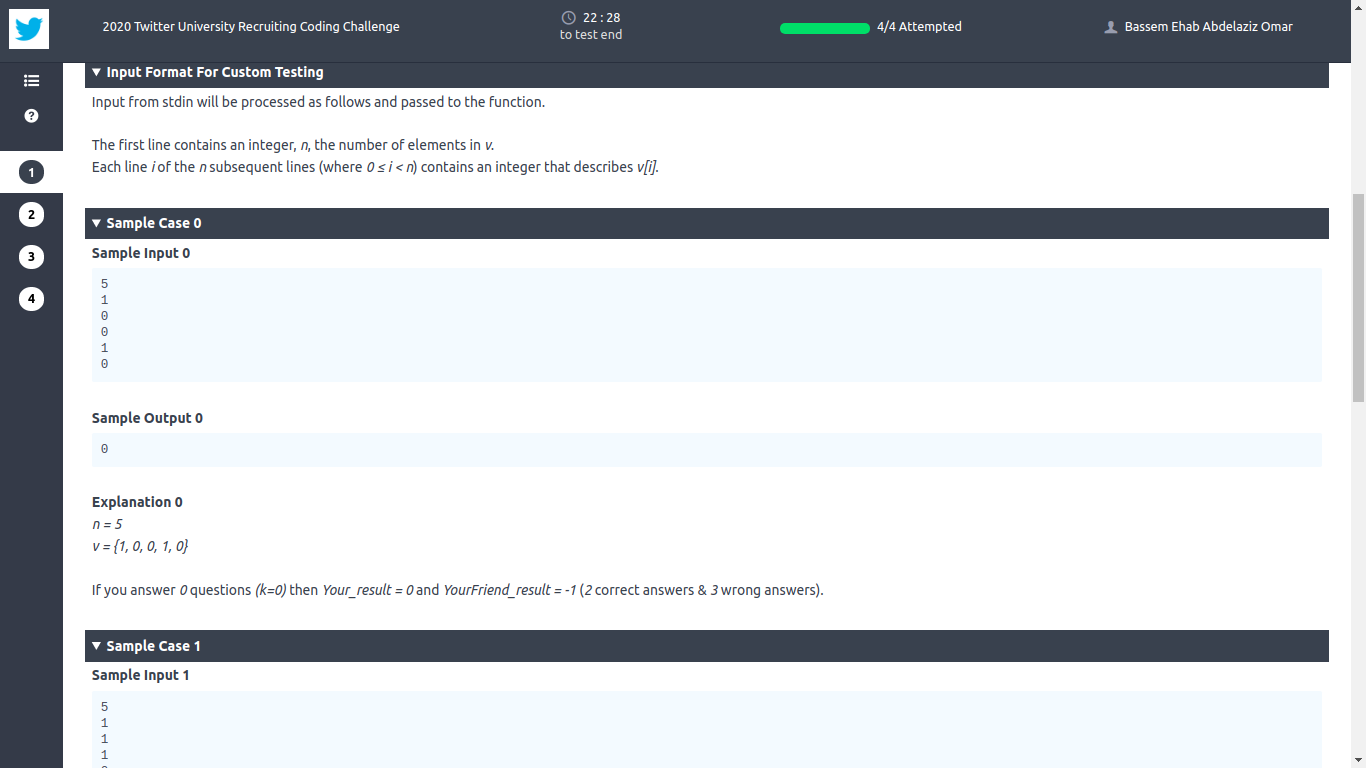 2020 Twitter University Recruiting Coding Challenge
22 : 28
to test end
4/4 Attempted
Bassem Ehab Abdelaziz Omar
▼ Input Format For Custom Testing
Input from stdin will be processed as follows and passed to the function.
The first line contains an integer, n, the number of elements in v.
Each line i of the n subsequent lines (where 0 ≤ i < n) contains an integer that describes v[i].
1
2
3
4
▼ Sample Case 0
Sample Input 0
5
1
0
0
1
0
Sample Output 0
0
Explanation 0
n = 5
v = {1, 0, 0, 1, 0}
If you answer 0 questions (k=0) then Your_result = 0 and YourFriend_result = -1 (2 correct answers & 3 wrong answers).
▼ Sample Case 1
Sample Input 1
5
1
1
1